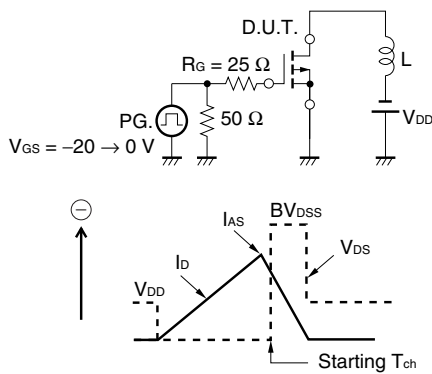 D.U.T.
RG = 25 Ω
L
PG.
50 Ω
VDD
VGS = −20 → 0 V
⊖
BVDSS
IAS
ID
VDS
VDD
Starting Tch